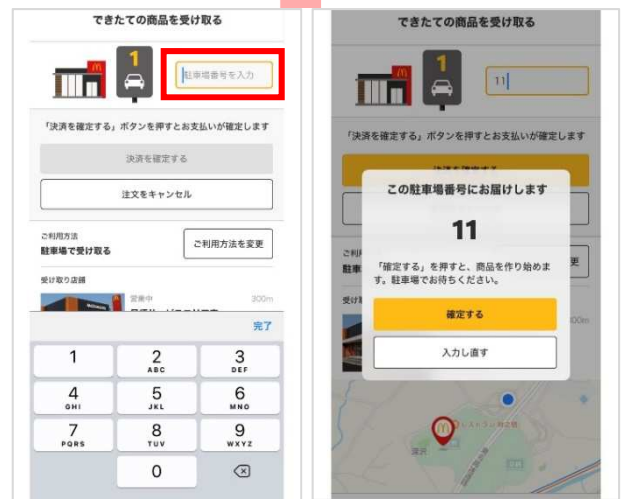 できたての商品を受け取る
1
駐車場番号を入力
「決済を確定する」ボタンを押すとお支払いが確定します
決済を確定する
注文をキャンセル
ご利用方法
駐車場で受け取る
ご利用方法を変更
受け取り店舗
営業中
300m
完了
1
2
ABC
3
DEF
4
GHI
5
JKL
6
MNO
7
PQRS
8
TUV
9
WXYZ
0
できたての商品を受け取る
1
11
「決済を確定する」ボタンを押すとお支払いが確定します
この駐車場番号にお届けします
11
「確定する」を押すと、商品を作り始めま
す。駐車場でお待ちください。
確定する
入力し直す
更
深沢